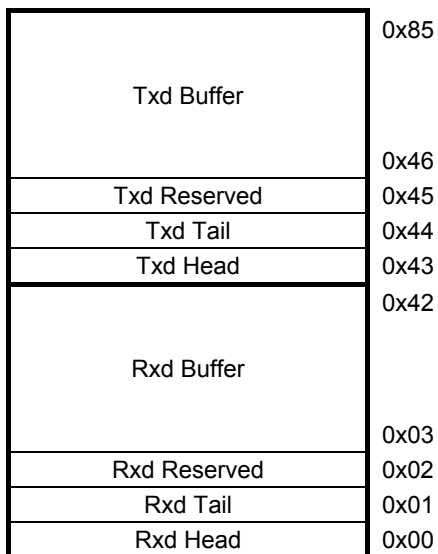 0x85
Txd Buffer
0x46
Txd Reserved 0x45
Txd Tail 0x44
Txd Head 0x43
0x42
Rxd Buffer
0x03
Rxd Reserved 0x02
Rxd Tail 0x01
Rxd Head 0x00